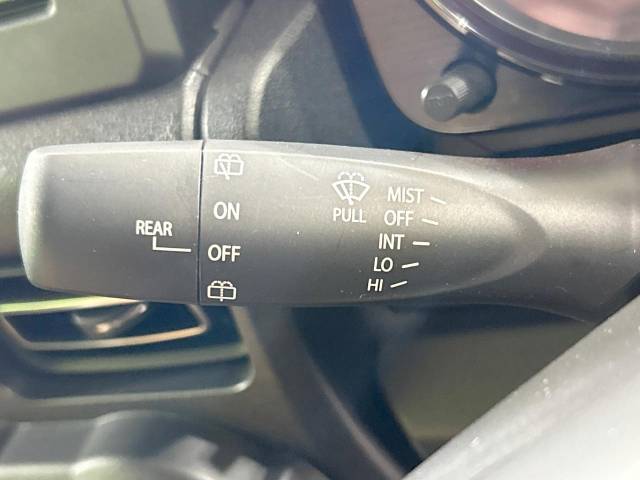 REAR
ON
OFF
PULL
MIST
OFF
INT
LO
HI